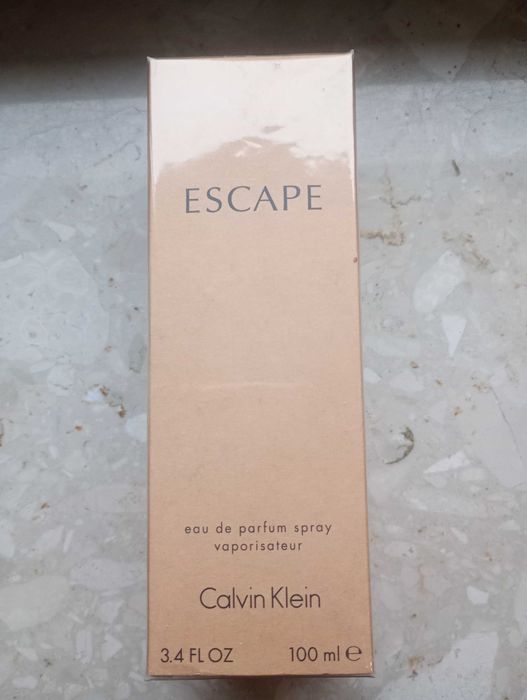 ESCAPE
eau de parfum spray
vaporisateur
Calvin Klein
3.4 FL OZ 100 ml ℮